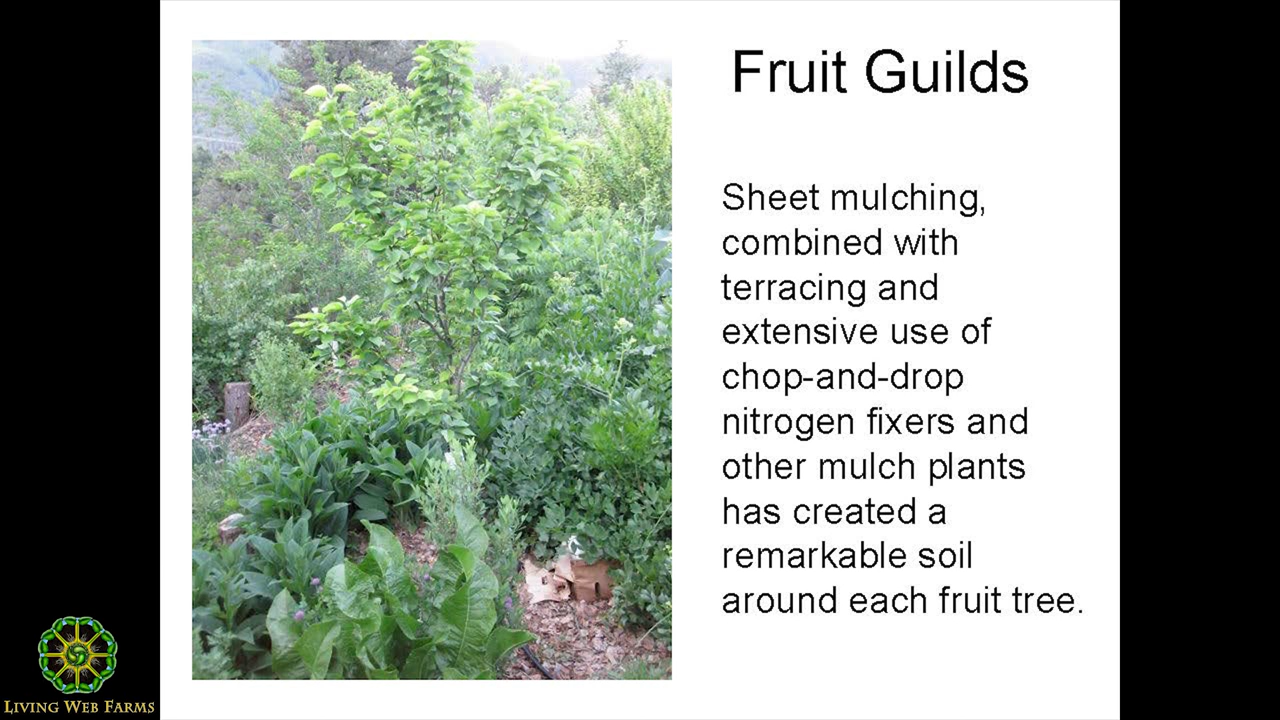 Fruit Guilds
Sheet mulching,
combined with
terracing and
extensive use of
chop-and-drop
nitrogen fixers and
other mulch plants
has created a
remarkable soil
around each fruit tree.
LIVING WEB FARMS